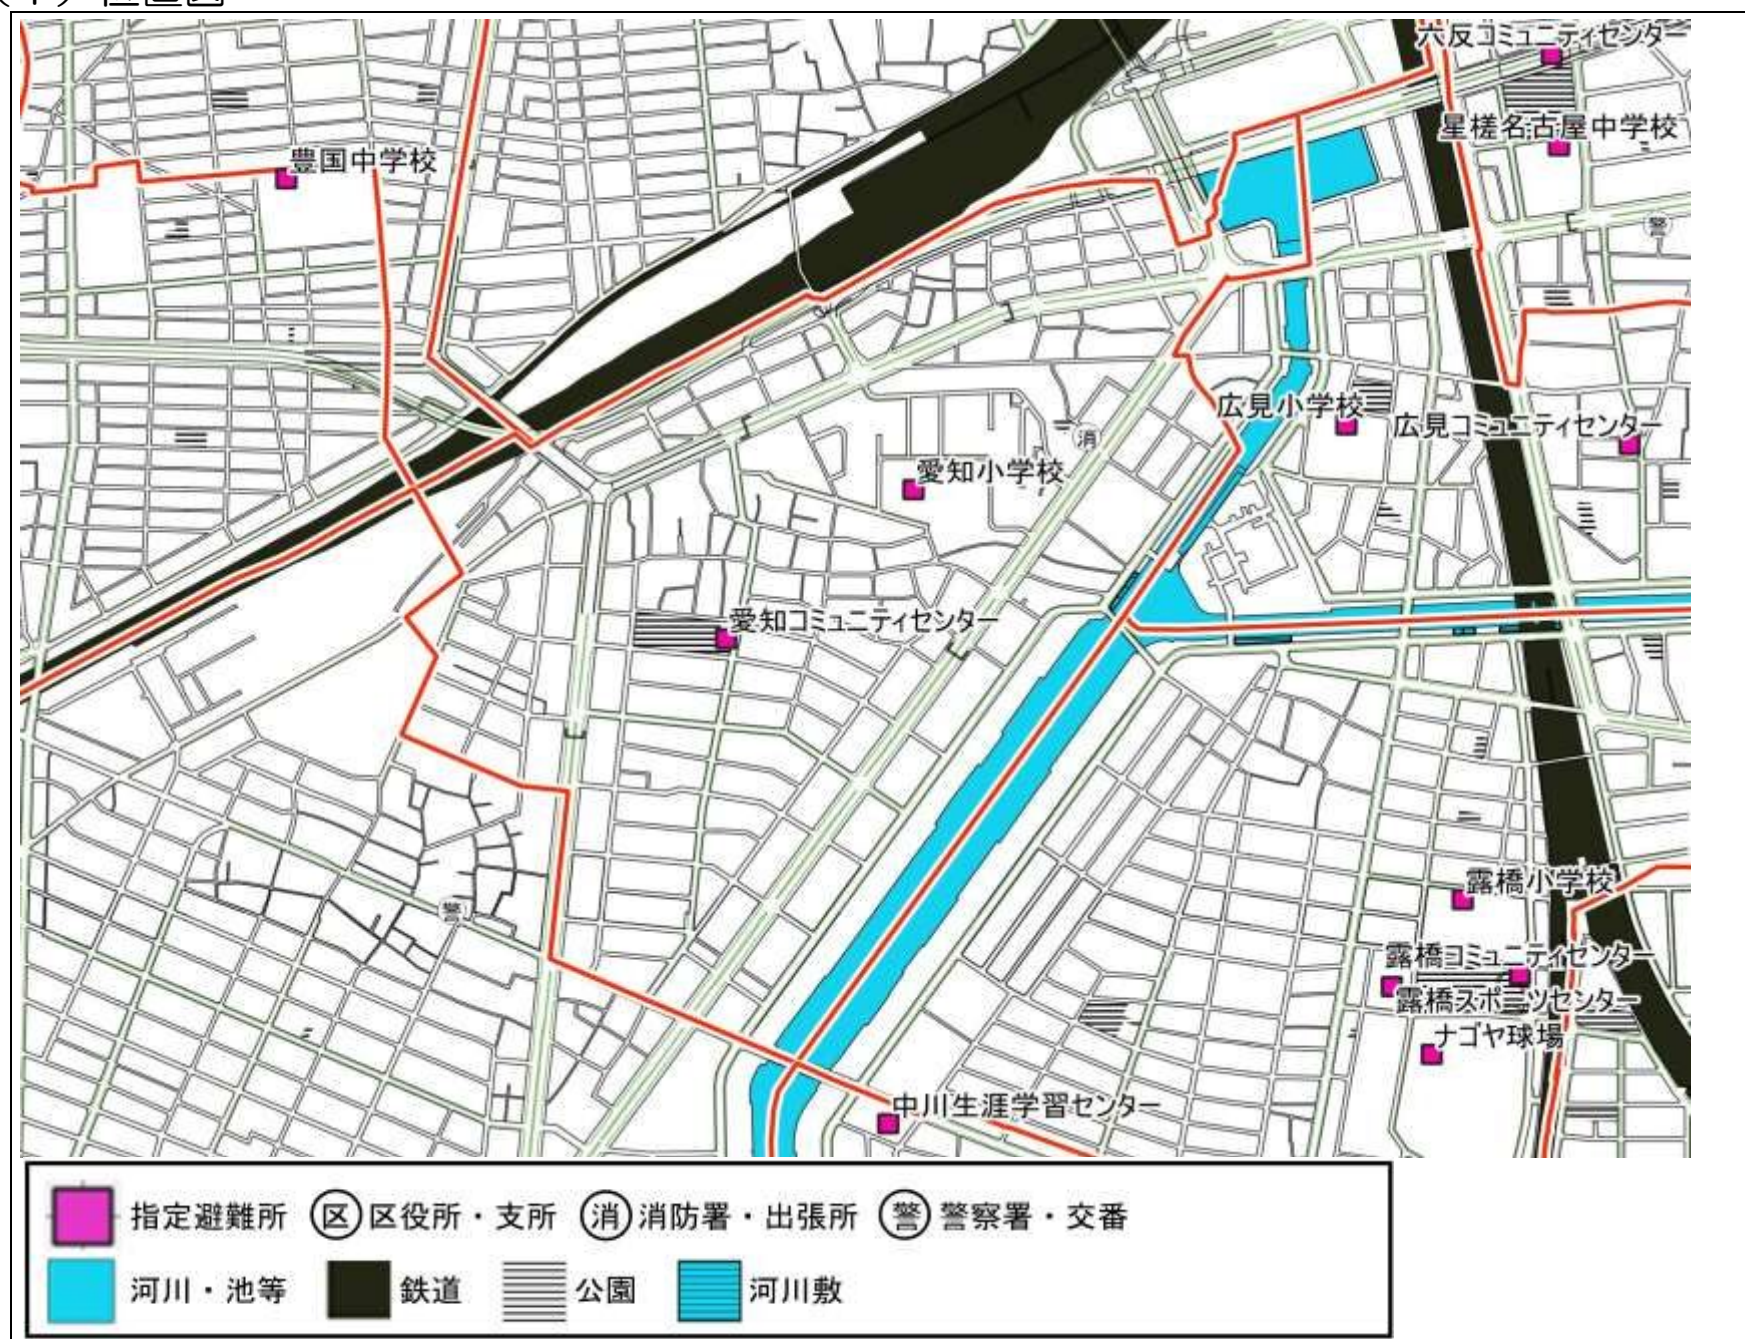 六反コミュニティセンター
星槎名古屋中学校
豊国中学校
警
広見小学校
広見コミュニティセンター
消
愛知小学校
愛知コミュニティセンター
露橋小学校
警
露橋コミュニティセンター
露橋スポーツセンター
ナゴヤ球場
中川生涯学習センター
指定避難所 区 区役所・支所 消 消防署・出張所 警 警察署・交番
河川・池等 鉄道 公園 河川敷